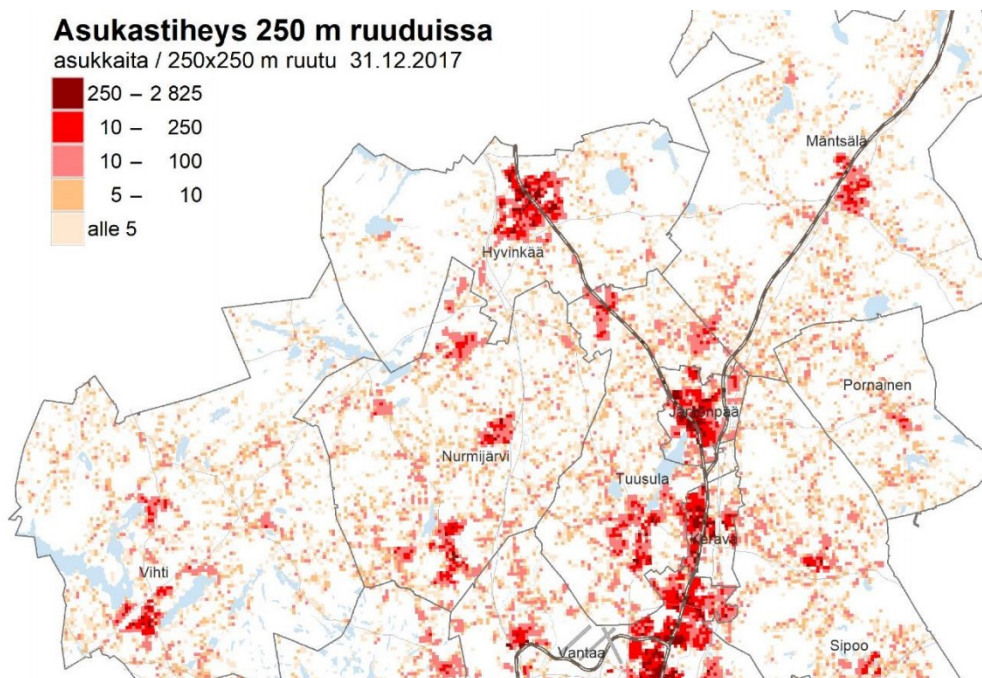 Asukastiheys 250 m ruuduissa
asukkaita / 250x250 m ruutu 31.12.2017
250 – 2 825
10 – 250
10 – 100
5 – 10
alle 5
Mäntsälä
Hyvinkää
Pornainen
Järvenpää
Nurmijärvi
Tuusula
Kerava
Vihti
Vantaa
Sipoo